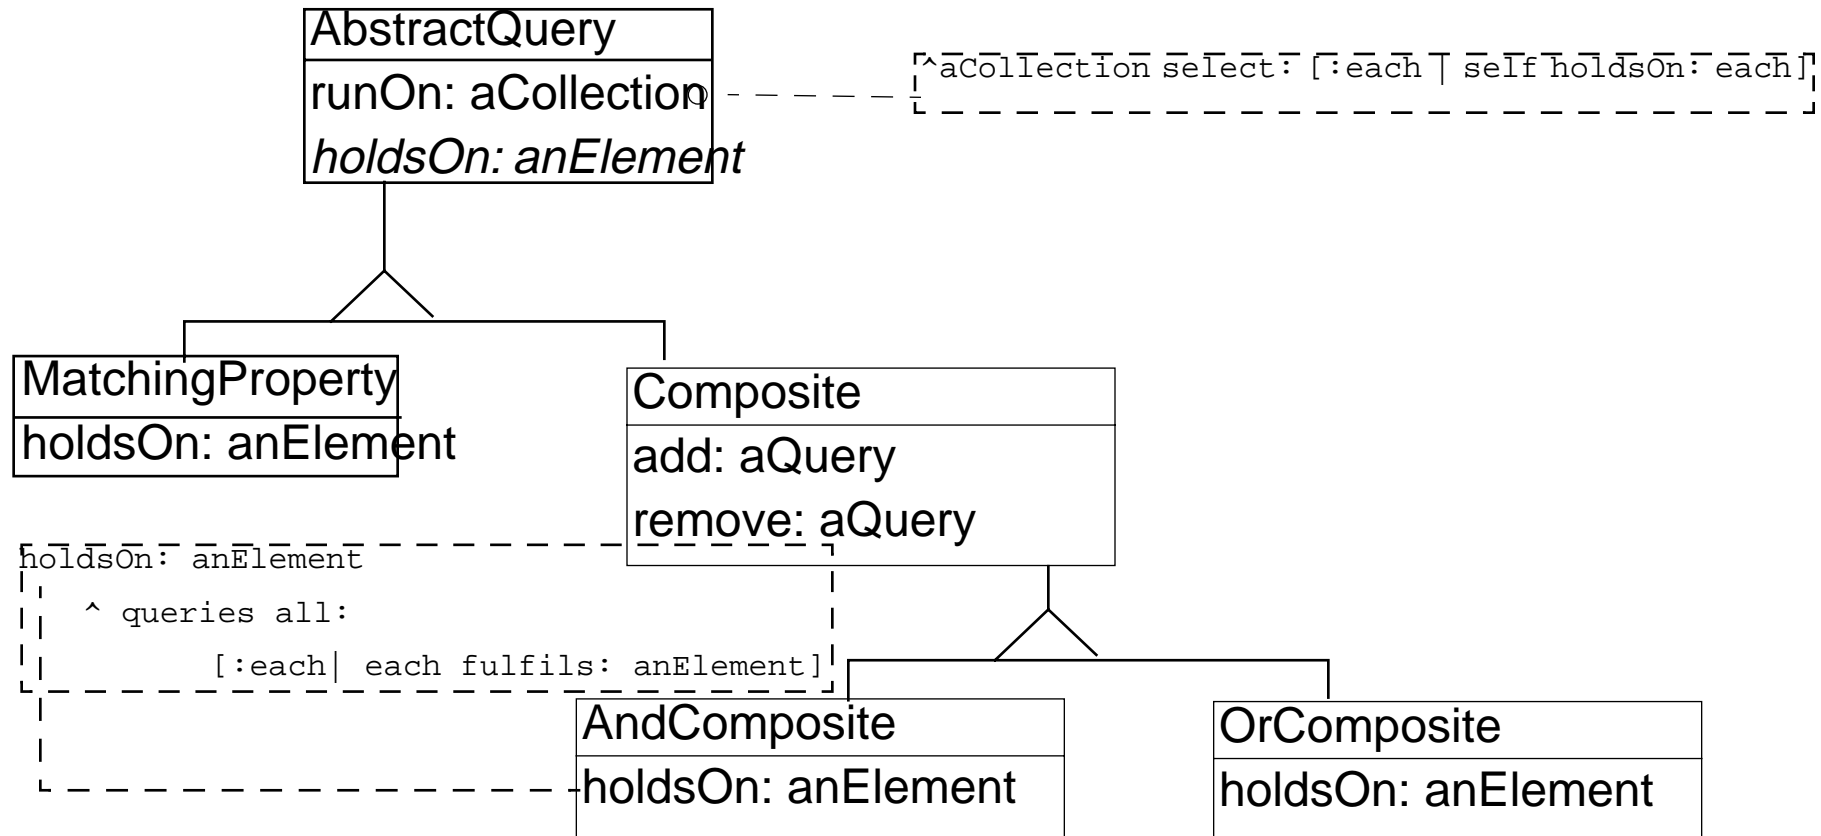 AbstractQuery
runOn: aCollection
holdsOn: anElement
^aCollection select: [:each | self holdsOn: each]
MatchingProperty
holdsOn: anElement
Composite
add: aQuery
remove: aQuery
holdsOn: anElement
^ queries all:
[:each| each fulfils: anElement]
AndComposite
holdsOn: anElement
OrComposite
holdsOn: anElement